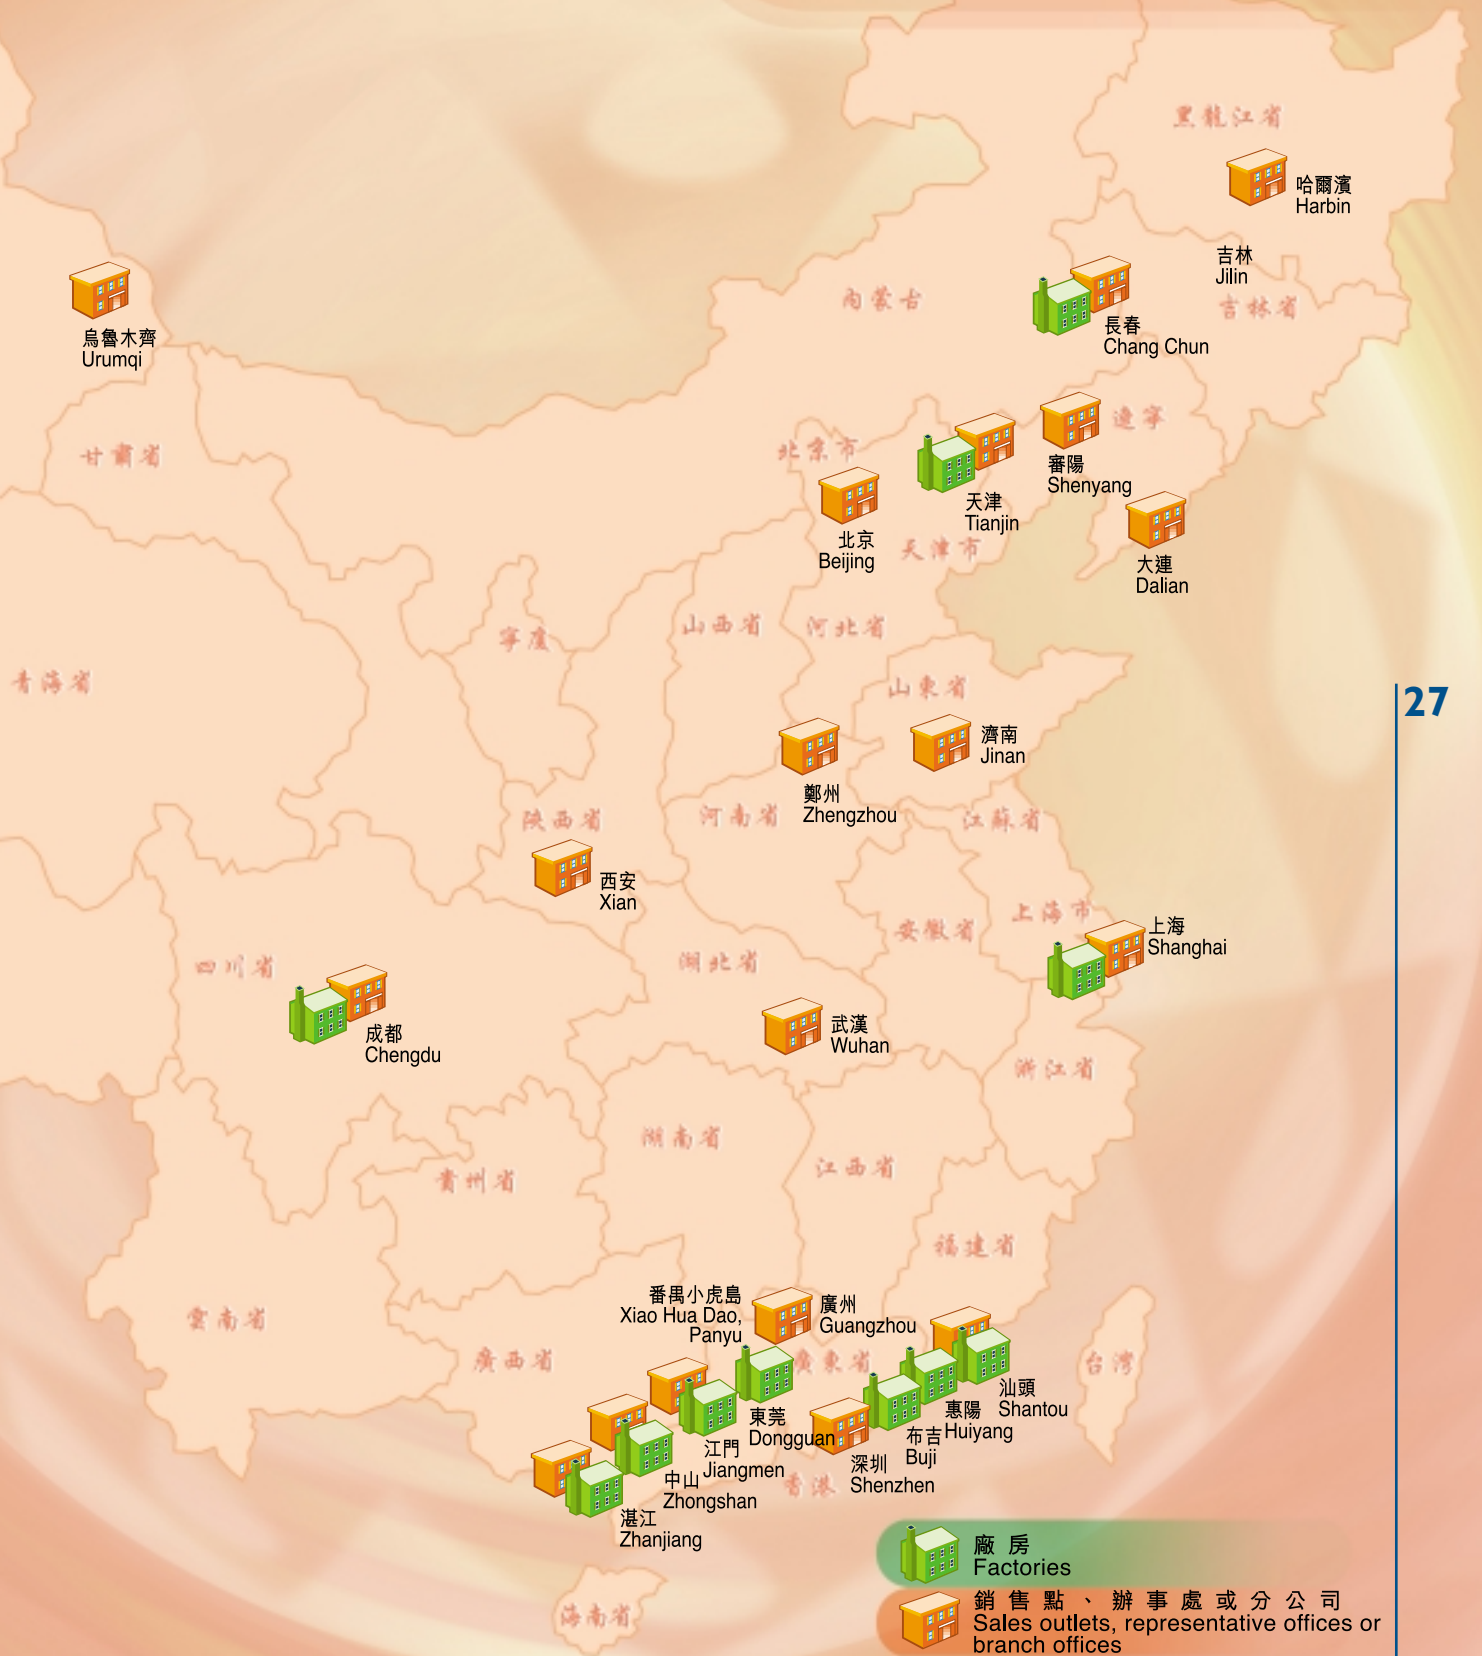 黑龍江省
哈爾濱
Harbin
吉林
Jilin
吉林省
內蒙古
長春
Chang Chun
烏魯木齊
Urumqi
甘肅省
北京市
遼寧
審陽
Shenyang
天津
Tianjin
天津市
北京
Beijing
大連
Dalian
寧夏
山西省
河北省
青海省
山東省
27
濟南
Jinan
鄭州
Zhengzhou
陝西省
河南省
江蘇省
西安
Xian
安徽省
上海市
上海
Shanghai
四川省
湖北省
成都
Chengdu
武漢
Wuhan
浙江省
湖南省
江西省
貴州省
福建省
雲南省
番禺小虎島
Xiao Hua Dao,
Panyu
廣州
Guangzhou
廣西省
廣東省
台灣
汕頭
Shantou
惠陽
Huiyang
布吉
Buji
東莞
Dongguan
江門
Jiangmen
深圳
Shenzhen
中山
Zhongshan
香港
湛江
Zhanjiang
海南省
廠房
Factories
銷售點、辦事處或分公司
Sales outlets, representative offices or
branch offices